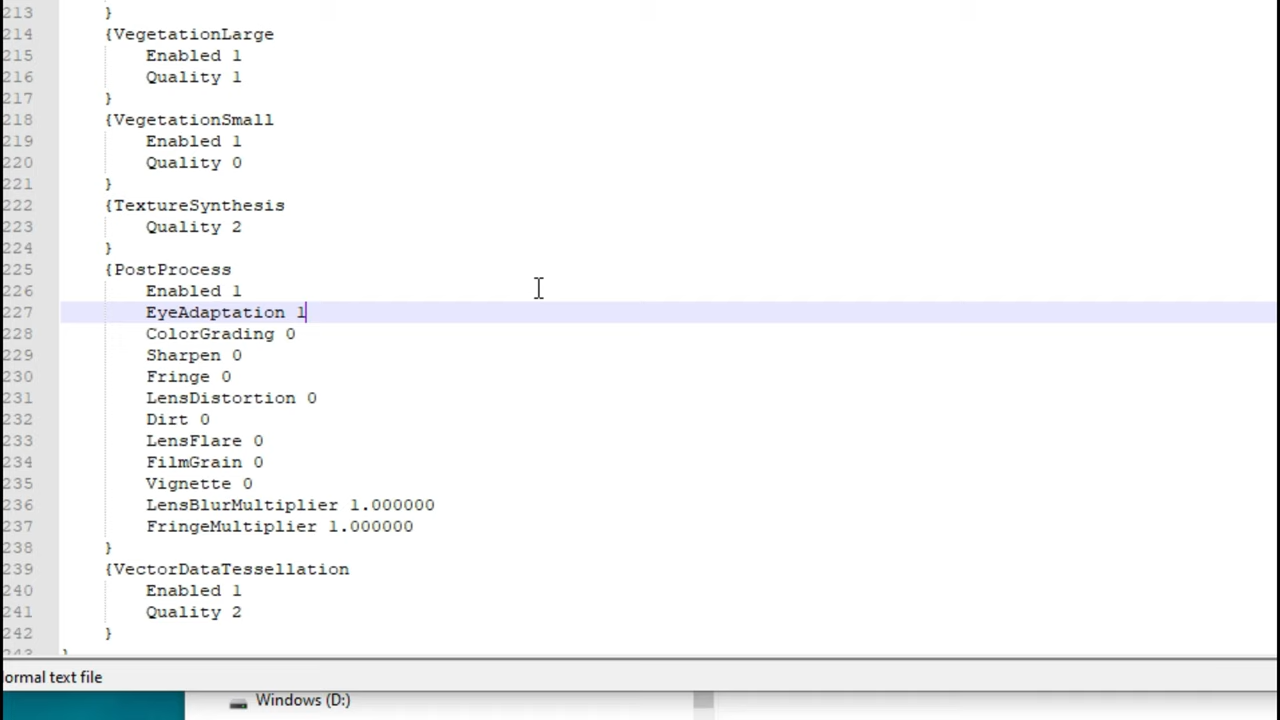 213 }
214 {VegetationLarge
215 Enabled 1
216 Quality 1
217 }
218 {VegetationSmall
219 Enabled 1
220 Quality 0
221 }
222 {TextureSynthesis
223 Quality 2
224 }
225 {PostProcess
226 Enabled 1
227 EyeAdaptation 1
228 ColorGrading 0
229 Sharpen 0
230 Fringe 0
231 LensDistortion 0
232 Dirt 0
233 LensFlare 0
234 FilmGrain 0
235 Vignette 0
236 LensBlurMultiplier 1.000000
237 FringeMultiplier 1.000000
238 }
239 {VectorDataTessellation
240 Enabled 1
241 Quality 2
242 }
243 }
ormal text file
Windows (D:)